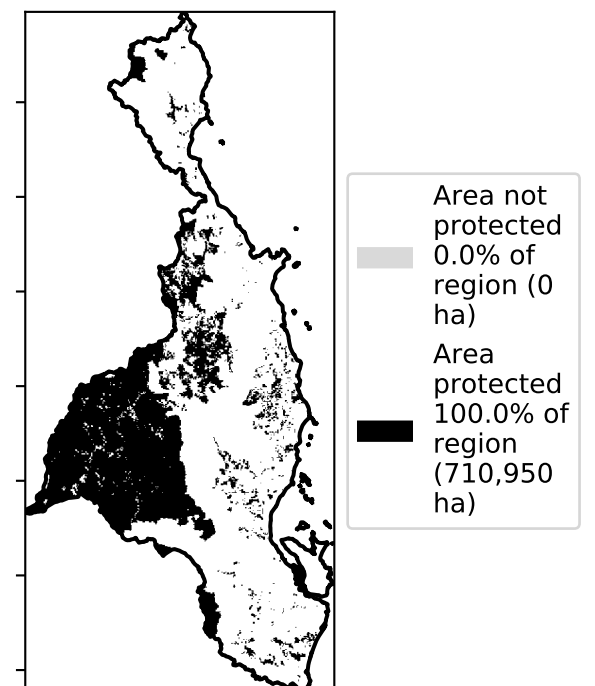 Area not
protected
0.0% of
region (0
ha)
Area
protected
100.0% of
region
(710,950
ha)